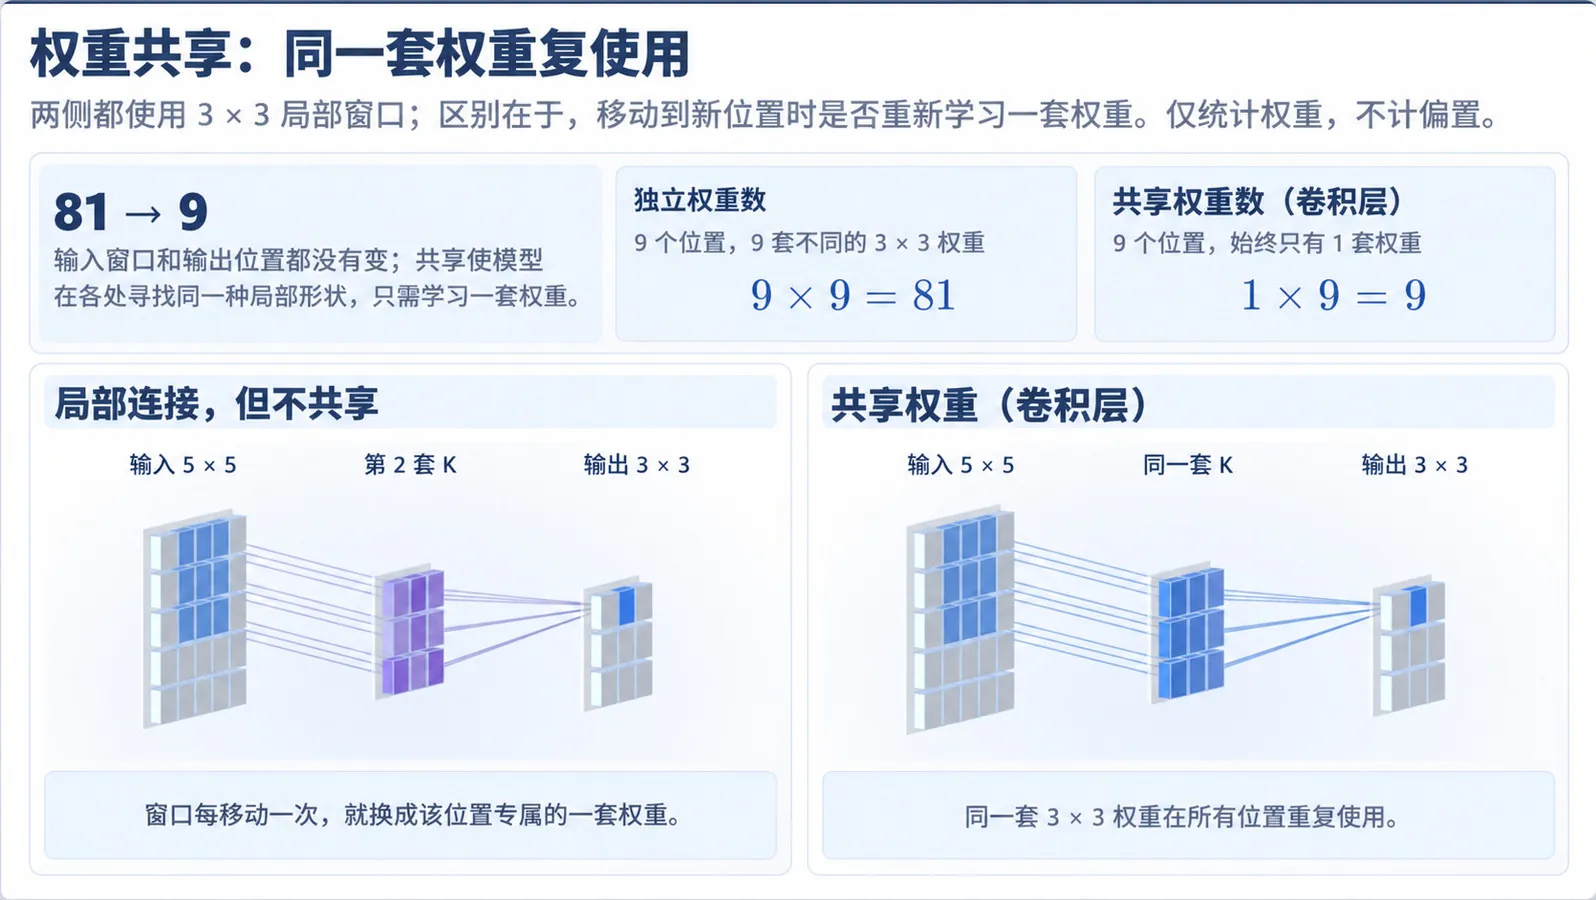 权重共享：同一套权重复使用
两侧都使用 3 × 3 局部窗口；区别在于，移动到新位置时是否重新学习一套权重。仅统计权重，不计偏置。
81 → 9
输入窗口和输出位置都没有变；共享使模型
在各处寻找同一种局部形状，只需学习一套权重。
独立权重数
9 个位置，9 套不同的 3 × 3 权重
9 × 9 = 81
共享权重数（卷积层）
9 个位置，始终只有 1 套权重
1 × 9 = 9
局部连接，但不共享
输入 5 × 5
第 2 套 K
输出 3 × 3
窗口每移动一次，就换成该位置专属的一套权重。
共享权重（卷积层）
输入 5 × 5
同一套 K
输出 3 × 3
同一套 3 × 3 权重在所有位置重复使用。